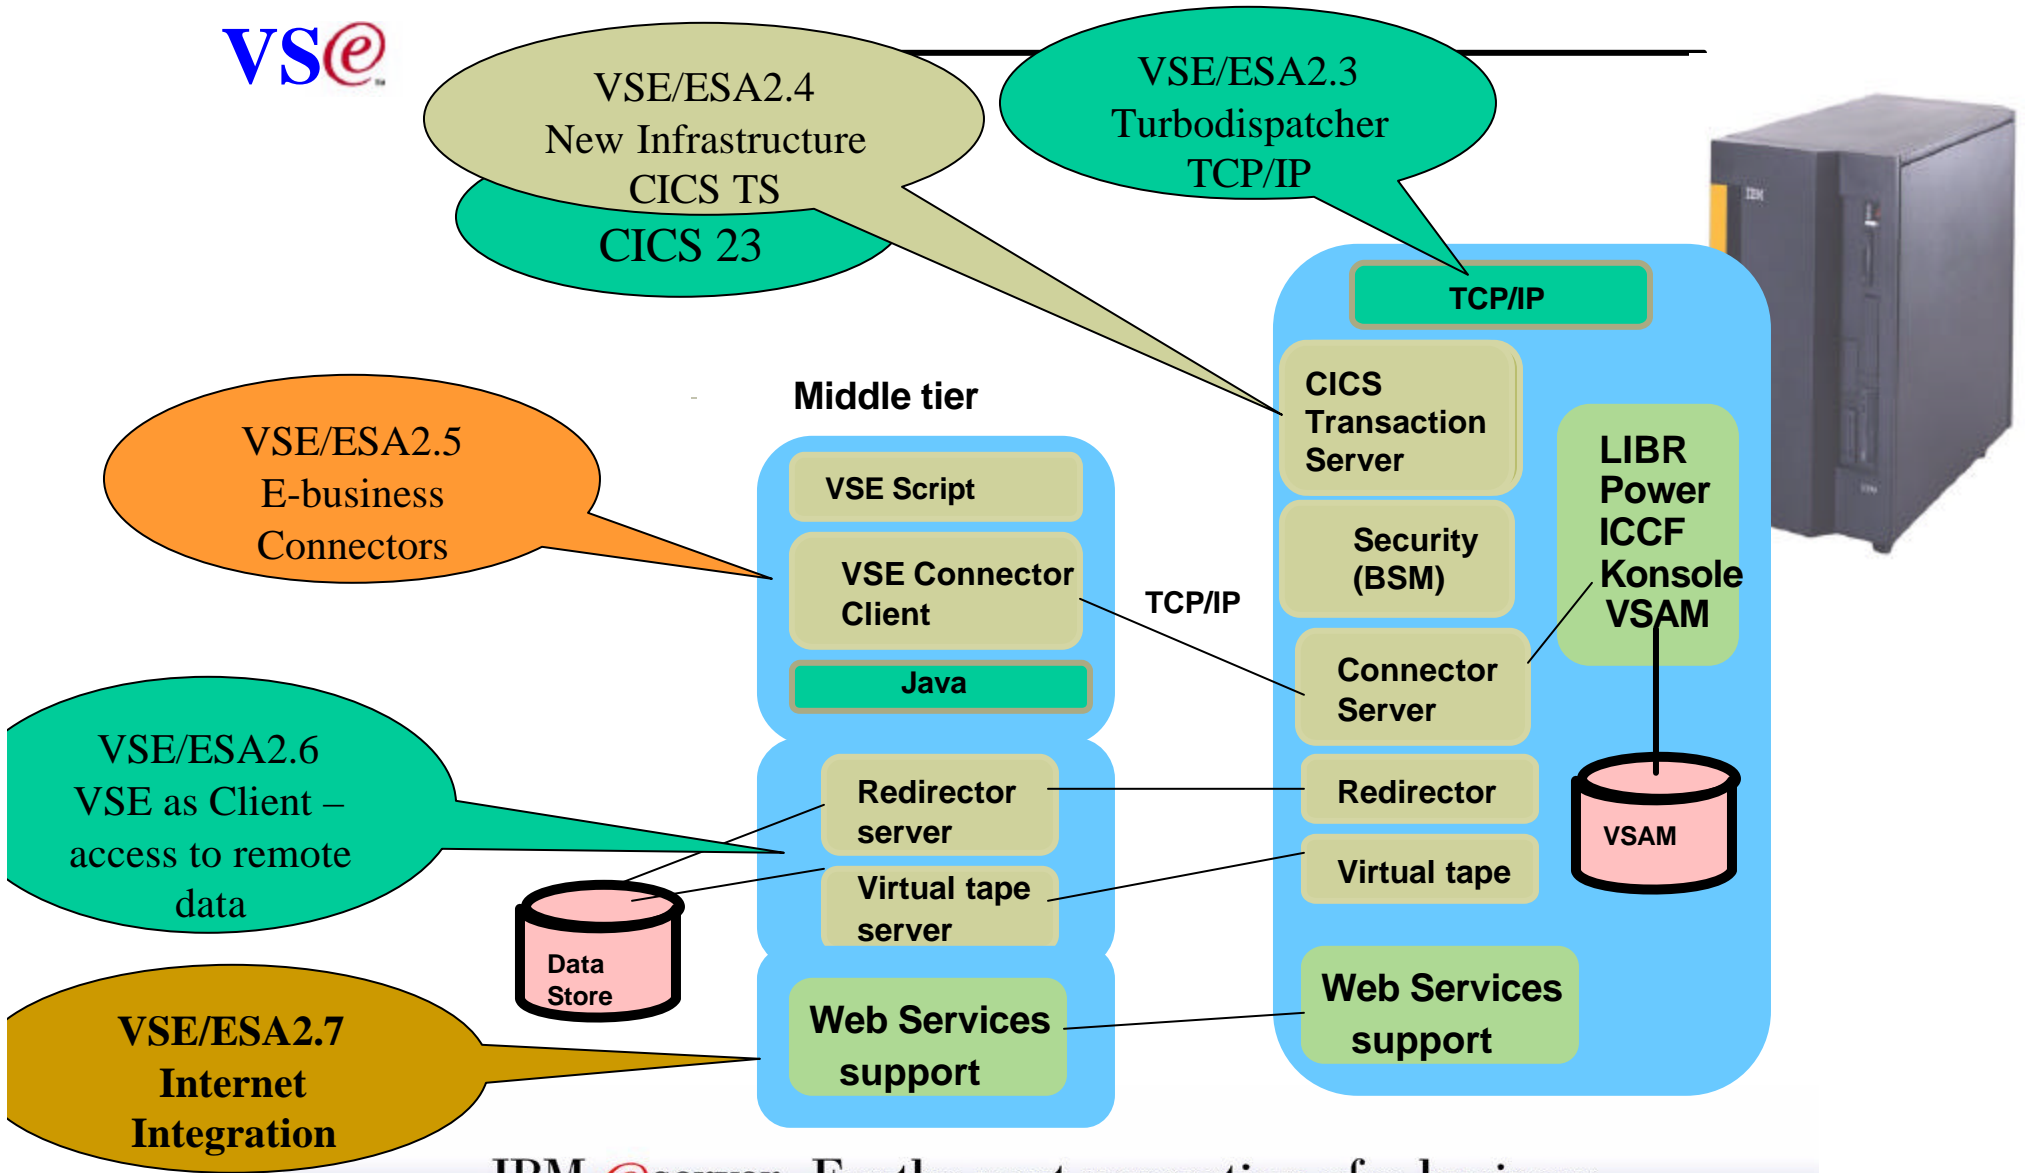 VSe
VSE/ESA2.4
New Infrastructure
CICS TS
CICS 23
VSE/ESA2.3
Turbodispatcher
TCP/IP
IBM
TCP/IP
CICS
Transaction
Server
Security
(BSM)
Connector
Server
Redirector
Virtual tape
Web Services
support
LIBR
Power
ICCF
Konsole
VSAM
VSAM
Middle tier
VSE Script
VSE Connector
Client
Java
TCP/IP
Redirector
server
Virtual tape
server
Web Services
support
Data
Store
VSE/ESA2.5
E-business
Connectors
VSE/ESA2.6
VSE as Client –
access to remote
data
VSE/ESA2.7
Internet
Integration
IBM